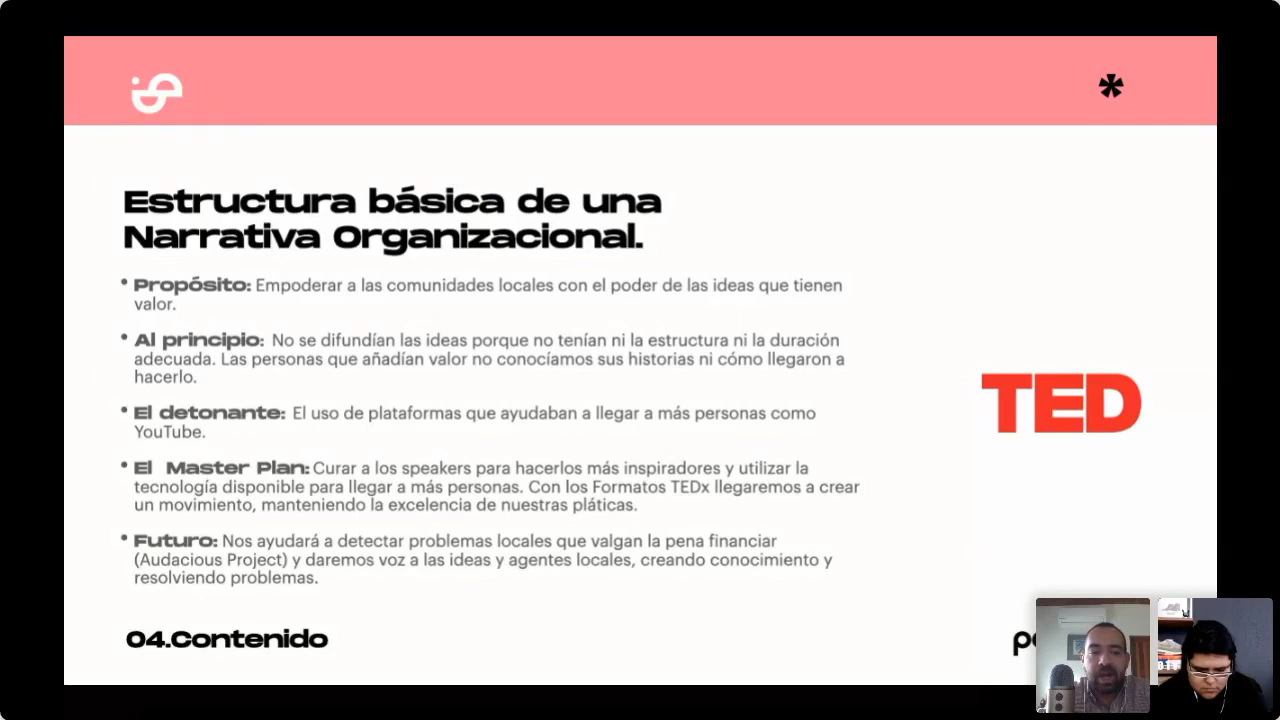 Estructura básica de una
Narrativa Organizacional.
• Propósito: Empoderar a las comunidades locales con el poder de las ideas que tienen
valor.
• Al principio: No se difundían las ideas porque no tenían ni la estructura ni la duración
adecuada. Las personas que añadían valor no conocíamos sus historias ni cómo llegaron a
hacerlo.
• El detonante: El uso de plataformas que ayudaban a llegar a más personas como
YouTube.
• El Master Plan: Curar a los speakers para hacerlos más inspiradores y utilizar la
tecnología disponible para llegar a más personas. Con los Formatos TEDx llegaremos a crear
un movimiento, manteniendo la excelencia de nuestras pláticas.
• Futuro: Nos ayudará a detectar problemas locales que valgan la pena financiar
(Audacious Project) y daremos voz a las ideas y agentes locales, creando conocimiento y
resolviendo problemas.
TED
04.Contenido